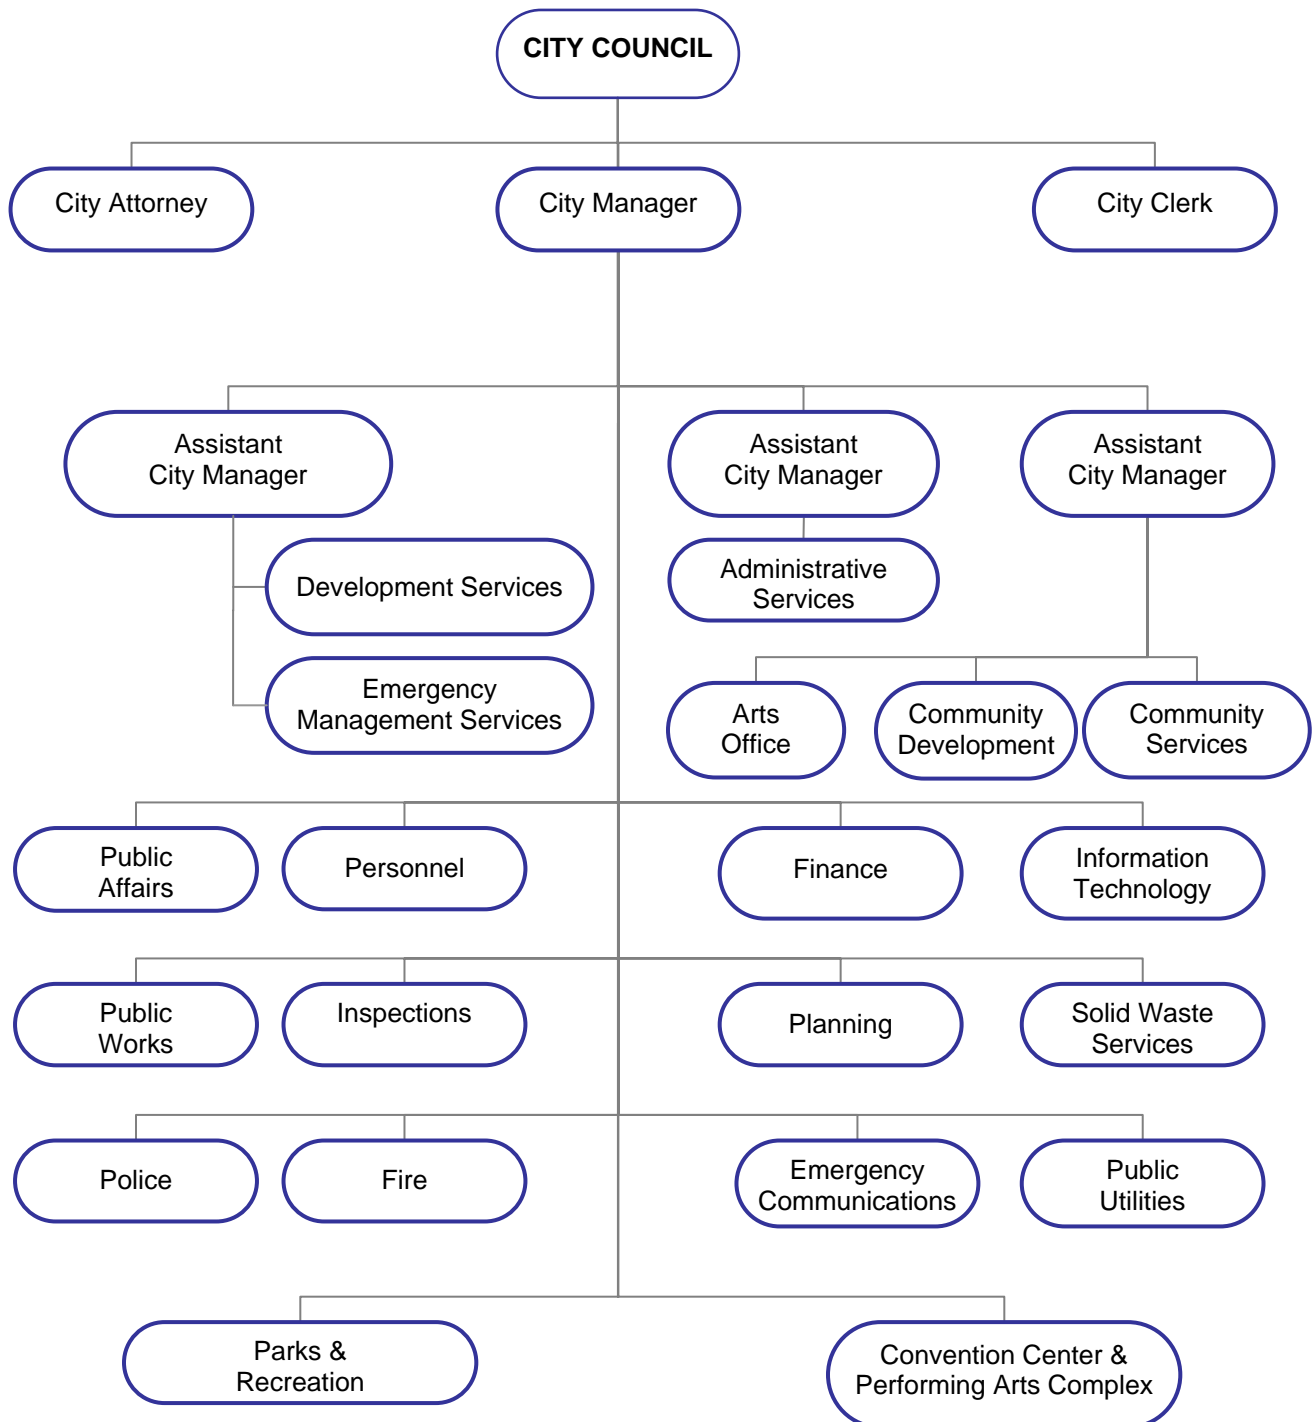 CITY COUNCIL
City Attorney
City Manager
City Clerk
Assistant
City Manager
Assistant
City Manager
Assistant
City Manager
Development Services
Administrative
Services
Emergency
Management Services
Arts
Office
Community
Development
Community
Services
Public
Affairs
Personnel
Finance
Information
Technology
Public
Works
Inspections
Planning
Solid Waste
Services
Police
Fire
Emergency
Communications
Public
Utilities
Parks &
Recreation
Convention Center &
Performing Arts Complex